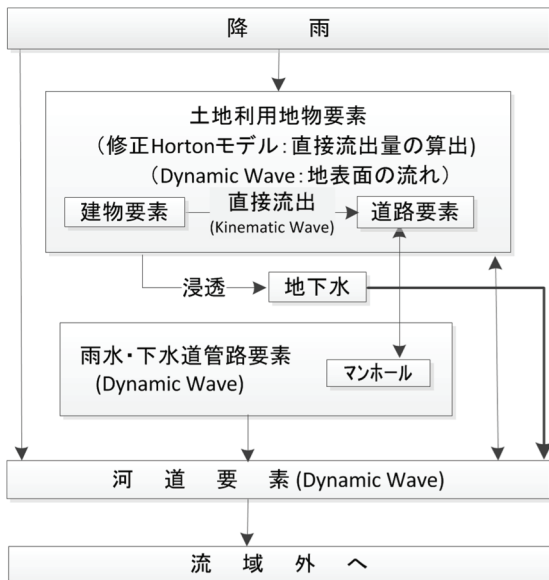 降 雨
土地利用地物要素
(修正Hortonモデル:直接流出量の算出)
(Dynamic Wave:地表面の流れ)
建物要素
直接流出
(Kinematic Wave)
道路要素
浸透
地下水
雨水・下水道管路要素
(Dynamic Wave)
マンホール
河 道 要 素(Dynamic Wave)
流 域 外 へ